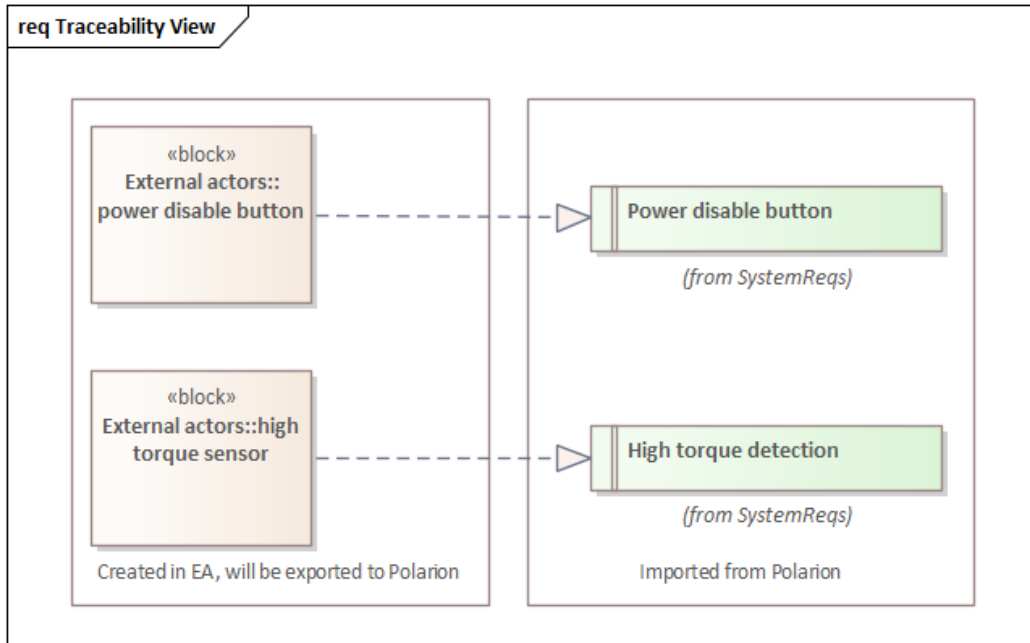 req Traceability View
«block»
External actors::
power disable button
Power disable button
(from SystemReqs)
«block»
External actors::high
torque sensor
High torque detection
(from SystemReqs)
Created in EA, will be exported to Polarion
Imported from Polarion